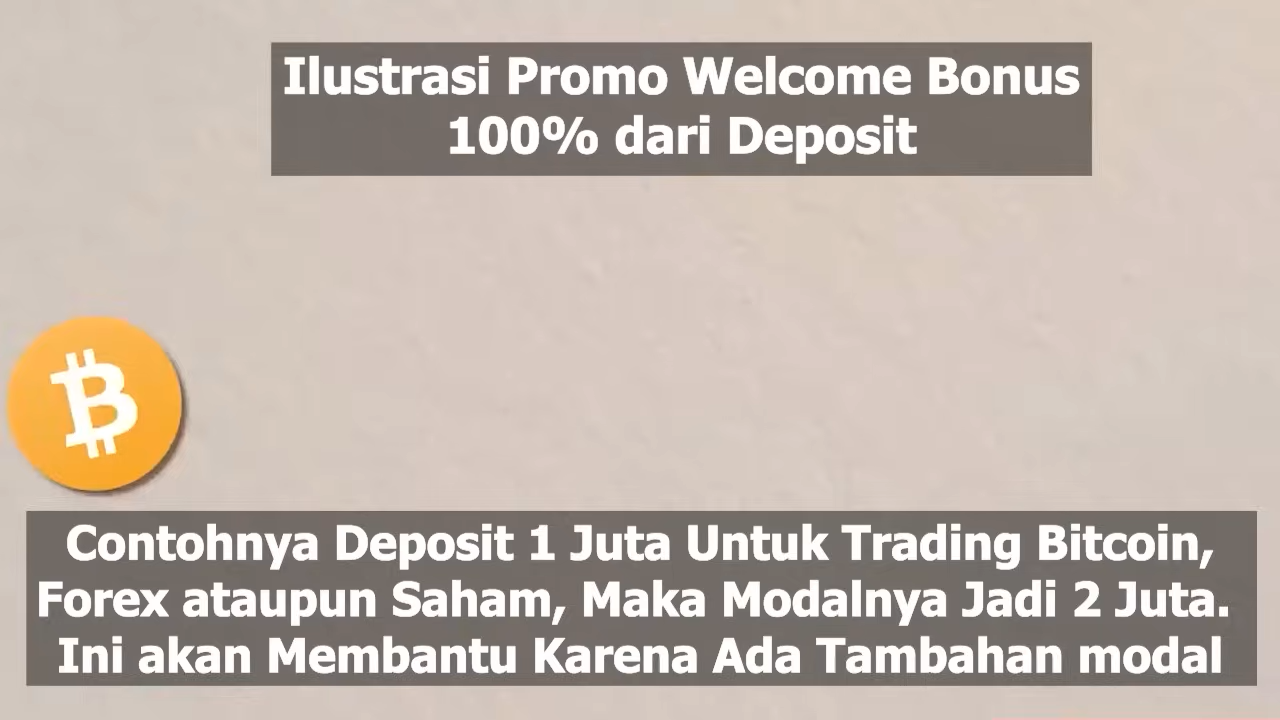 Ilustrasi Promo Welcome Bonus
100% dari Deposit
Contohnya Deposit 1 Juta Untuk Trading Bitcoin,
Forex ataupun Saham, Maka Modalnya Jadi 2 Juta.
Ini akan Membantu Karena Ada Tambahan modal